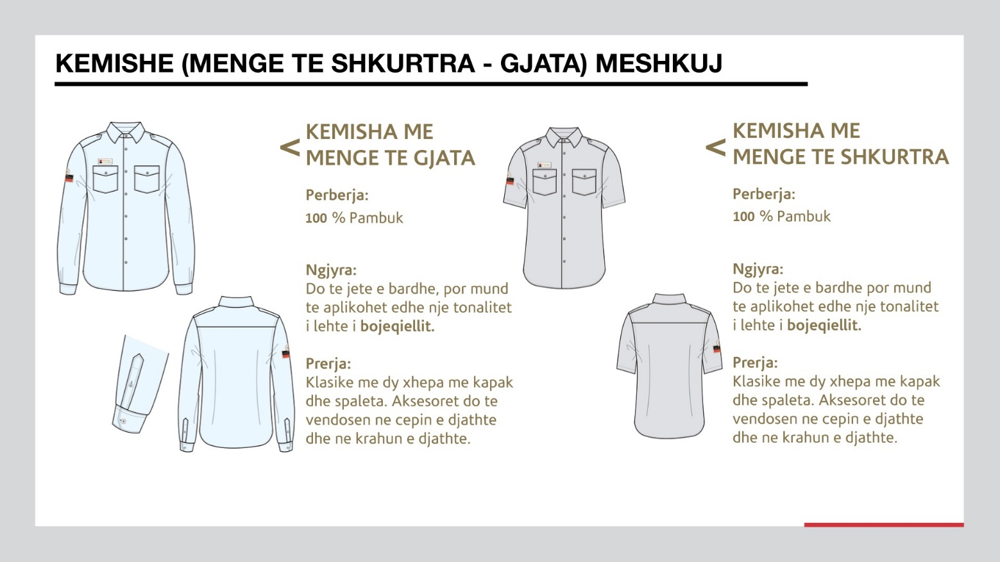 KEMISHE (MENGE TE SHKURTRA - GJATA) MESHKUJ
< KEMISHA ME
MENGE TE GJATA
Perberja:
100 % Pambuk
Ngjyra:
Do te jete e bardhe, por mund
te aplikohet edhe nje tonalitet
i lehte i bojeqiellit.
Prerja:
Klasike me dy xhepa me kapak
dhe spaleta. Aksesoret do te
vendosen ne cepin e djathte
dhe ne krahun e djathte.
< KEMISHA ME
MENGE TE SHKURTRA
Perberja:
100 % Pambuk
Ngjyra:
Do te jete e bardhe por mund
te aplikohet edhe nje tonalitet
i lehte i bojeqiellit.
Prerja:
Klasike me dy xhepa me kapak
dhe spaleta. Aksesoret do te
vendosen ne cepin e djathte
dhe ne krahun e djathte.